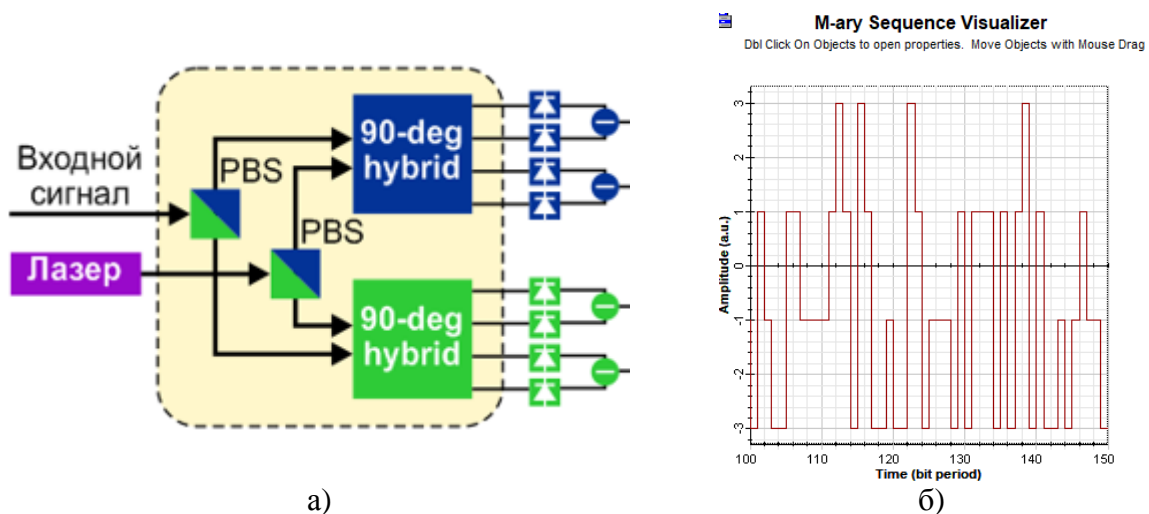 Входной
сигнал
PBS
PBS
Лазер
90-deg
hybrid
90-deg
hybrid
а)
M-ary Sequence Visualizer
Dbl Click On Objects to open properties. Move Objects with Mouse Drag
Amplitude (a.u.)
3
2
1
0
-1
-2
-3
100 110 120 130 140 150
Time (bit period)
б)